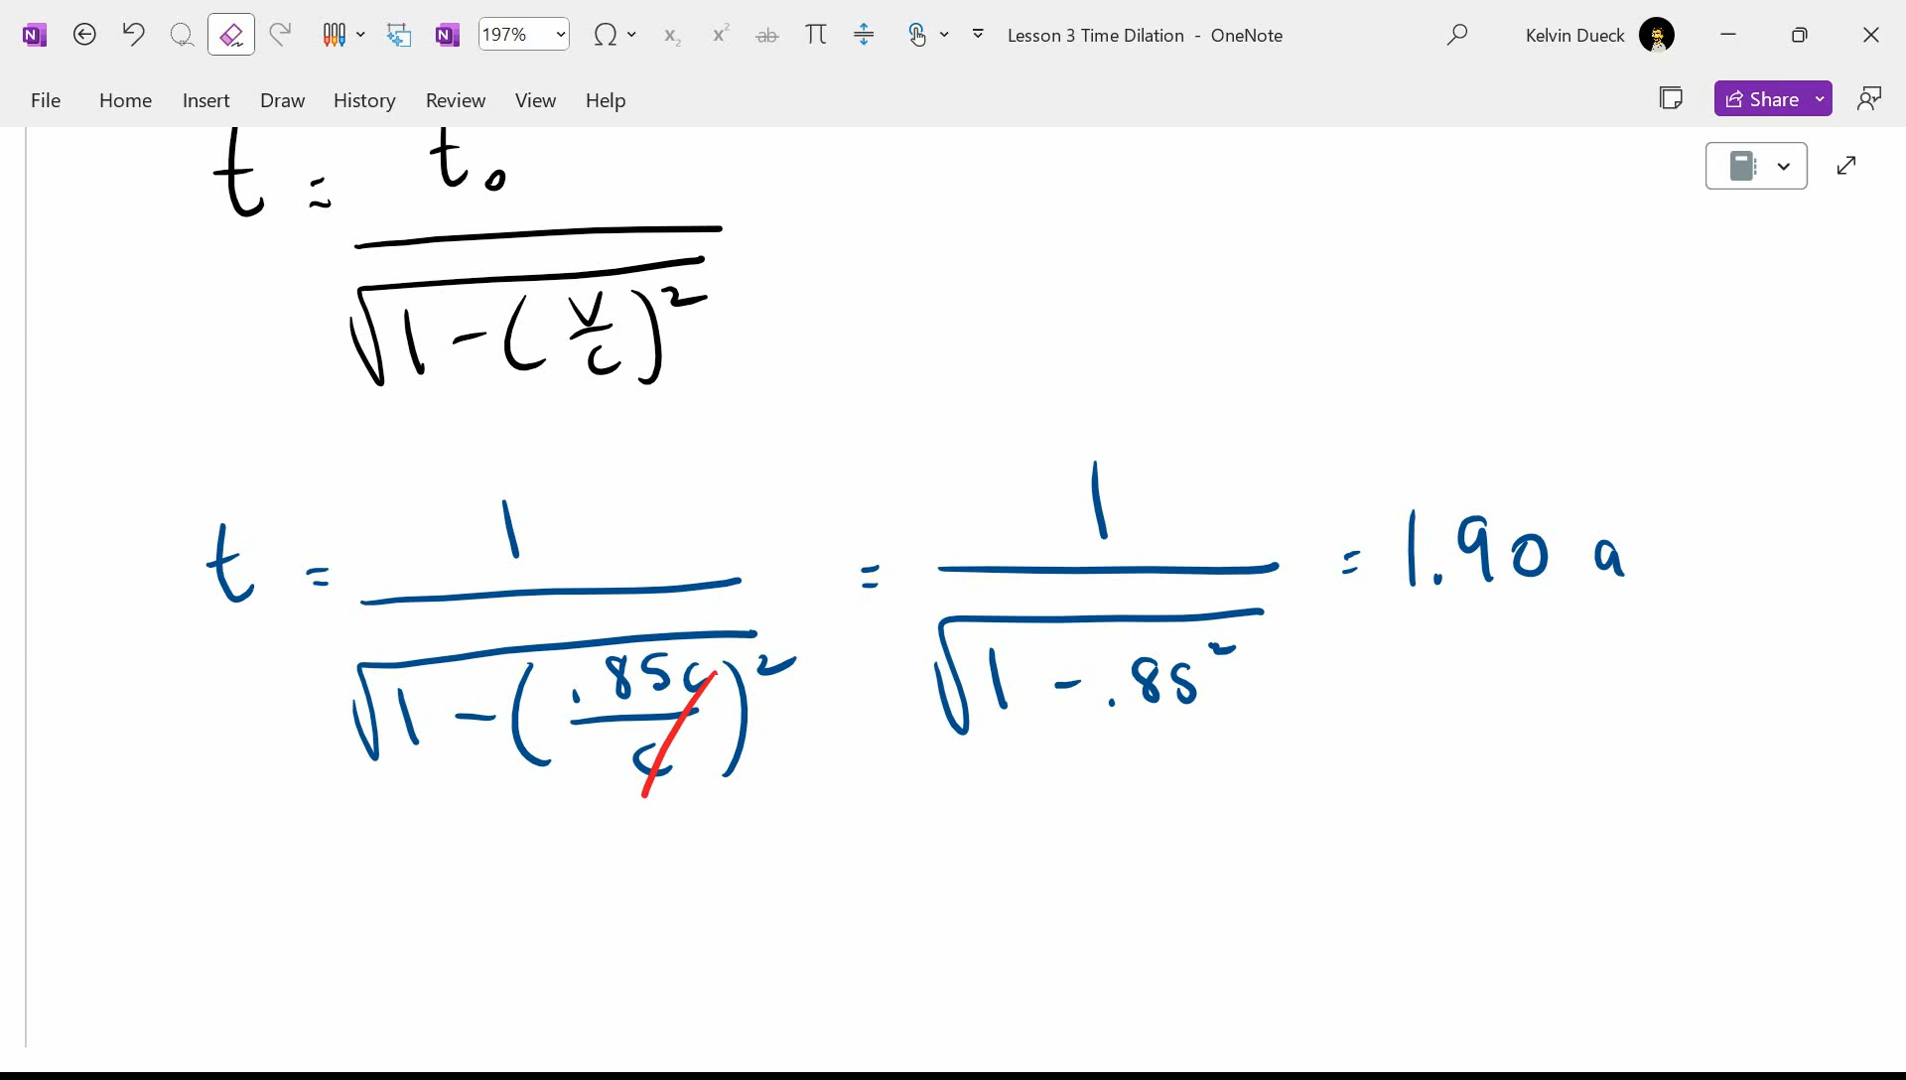 197% Lesson 3 Time Dilation - OneNote Kelvin Dueck
File Home Insert Draw History Review View Help Share
t = t₀ / √(1 - (v/c)²)
t = 1 / √(1 - (.85c/c)²) = 1 / √(1 - .85²) = 1.90 a